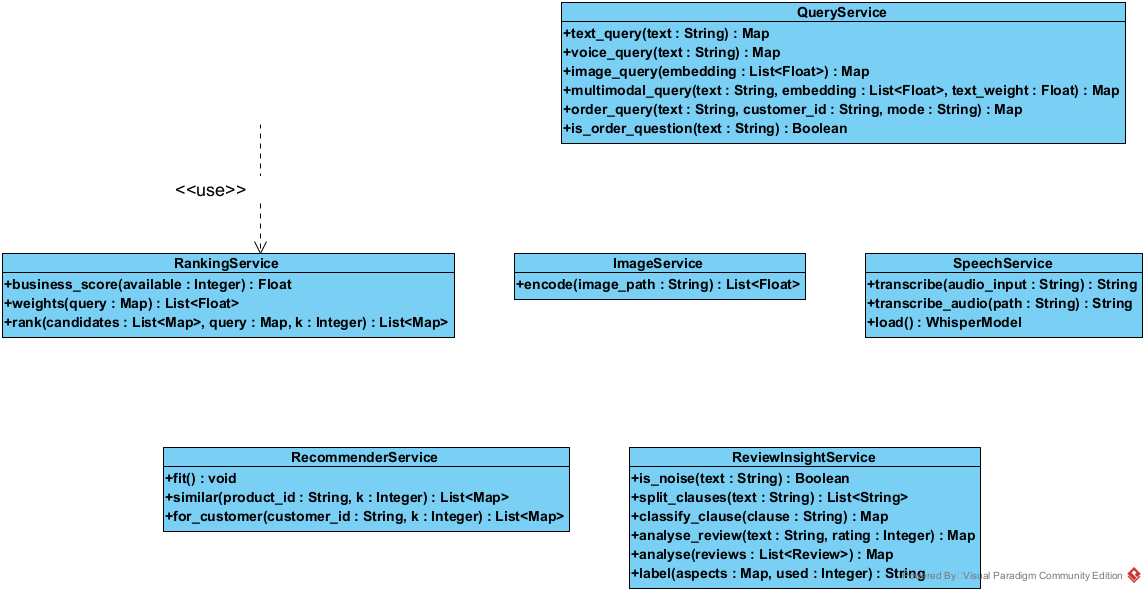 QueryService
+text_query(text : String) : Map
+voice_query(text : String) : Map
+image_query(embedding : List<Float>) : Map
+multimodal_query(text : String, embedding : List<Float>, text_weight : Float) : Map
+order_query(text : String, customer_id : String, mode : String) : Map
+is_order_question(text : String) : Boolean
<<use>>
RankingService
+business_score(available : Integer) : Float
+weights(query : Map) : List<Float>
+rank(candidates : List<Map>, query : Map, k : Integer) : List<Map>
ImageService
+encode(image_path : String) : List<Float>
SpeechService
+transcribe(audio_input : String) : String
+transcribe_audio(path : String) : String
+load() : WhisperModel
RecommenderService
+fit() : void
+similar(product_id : String, k : Integer) : List<Map>
+for_customer(customer_id : String, k : Integer) : List<Map>
ReviewInsightService
+is_noise(text : String) : Boolean
+split_clauses(text : String) : List<String>
+classify_clause(clause : String) : Map
+analyse_review(text : String, rating : Integer) : Map
+analyse(reviews : List<Review>) : Map
+label(aspects : Map, used : Integer) : String
Powered By: Visual Paradigm Community Edition